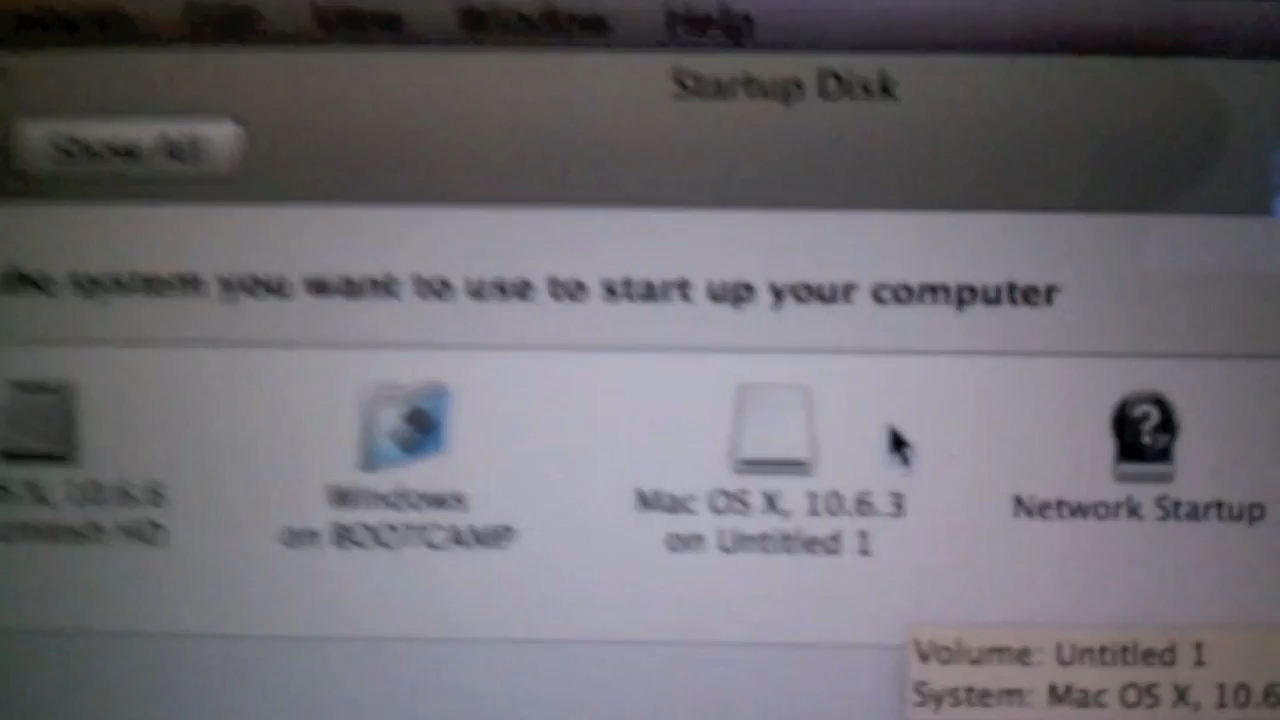 View Window Help
Startup Disk
Show All
the system you want to use to start up your computer
Windows
on BOOTCAMP
Mac OS X, 10.6.3
on Untitled 1
Network Startup
HD
Volume: Untitled 1
System: Mac OS X, 10.6